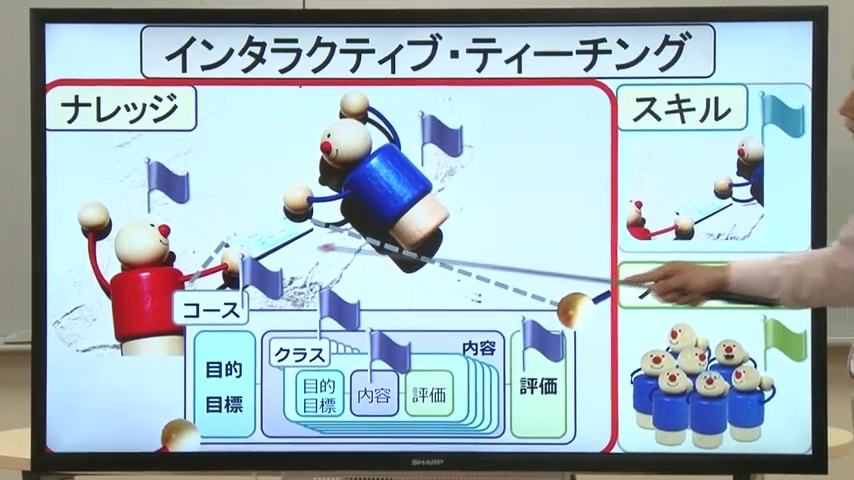 インタラクティブ・ティーチング
ナレッジ
スキル
コース
目的
目標
クラス
内容
目的
目標
内容
評価
評価
SHARP